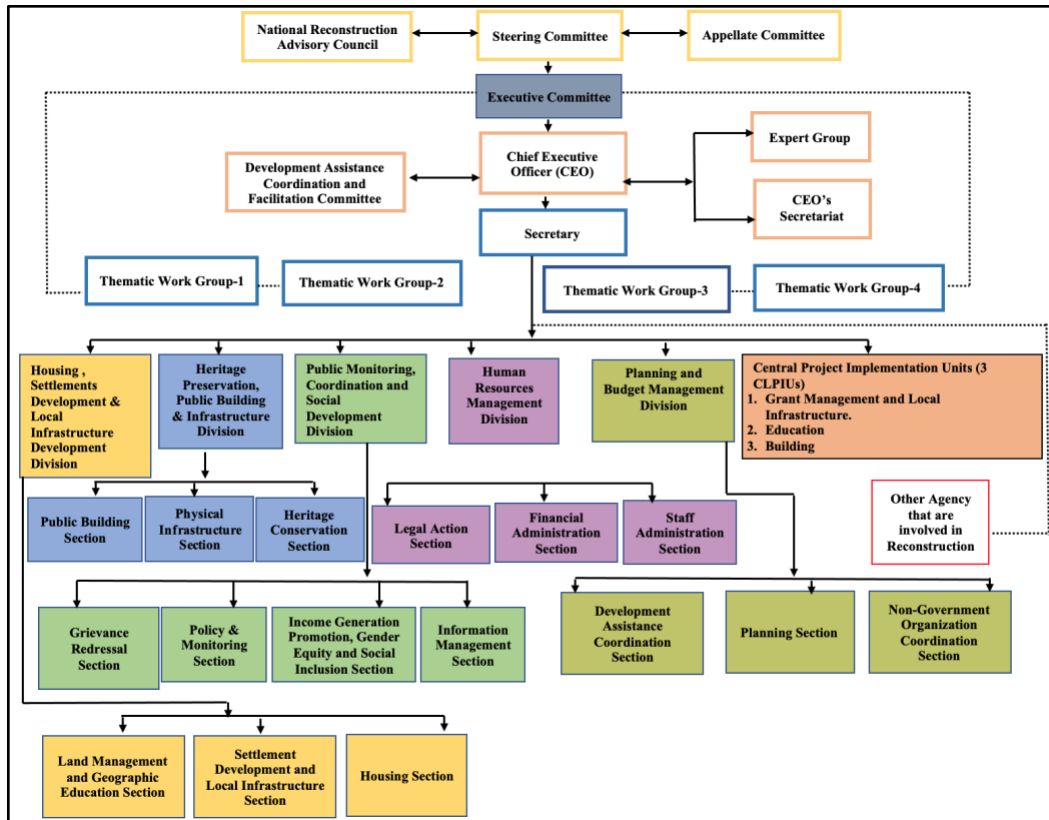 National Reconstruction
Advisory Council
Steering Committee
Appellate Committee
Executive Committee
Expert Group
Chief Executive
Officer (CEO)
Development Assistance
Coordination and
Facilitation Committee
CEO's
Secretariat
Secretary
Thematic Work Group-1
Thematic Work Group-2
Thematic Work Group-3
Thematic Work Group-4
Housing ,
Settlements
Development &
Local
Infrastructure
Development
Division
Heritage
Preservation,
Public Building
& Infrastructure
Division
Public Monitoring,
Coordination and
Social
Development
Division
Human
Resources
Management
Division
Planning and
Budget Management
Division
Central Project Implementation Units (3
CLPIUs)
1. Grant Management and Local
Infrastructure.
2. Education
3. Building
Public Building
Section
Physical
Infrastructure
Section
Heritage
Conservation
Section
Legal Action
Section
Financial
Administration
Section
Staff
Administration
Section
Other Agency
that are
involved in
Reconstruction
Grievance
Redressal
Section
Policy &
Monitoring
Section
Income Generation
Promotion, Gender
Equity and Social
Inclusion Section
Information
Management
Section
Development
Assistance
Coordination
Section
Planning Section
Non-Government
Organization
Coordination
Section
Land Management
and Geographic
Education Section
Settlement
Development and
Local Infrastructure
Section
Housing Section